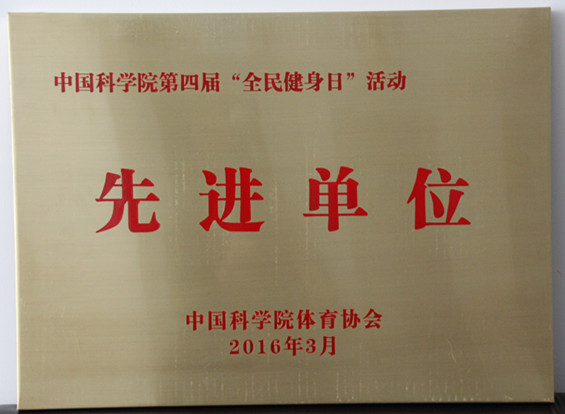 中国科学院第四届“全民健身日”活动
先进单位
中国科学院体育协会
2016年3月